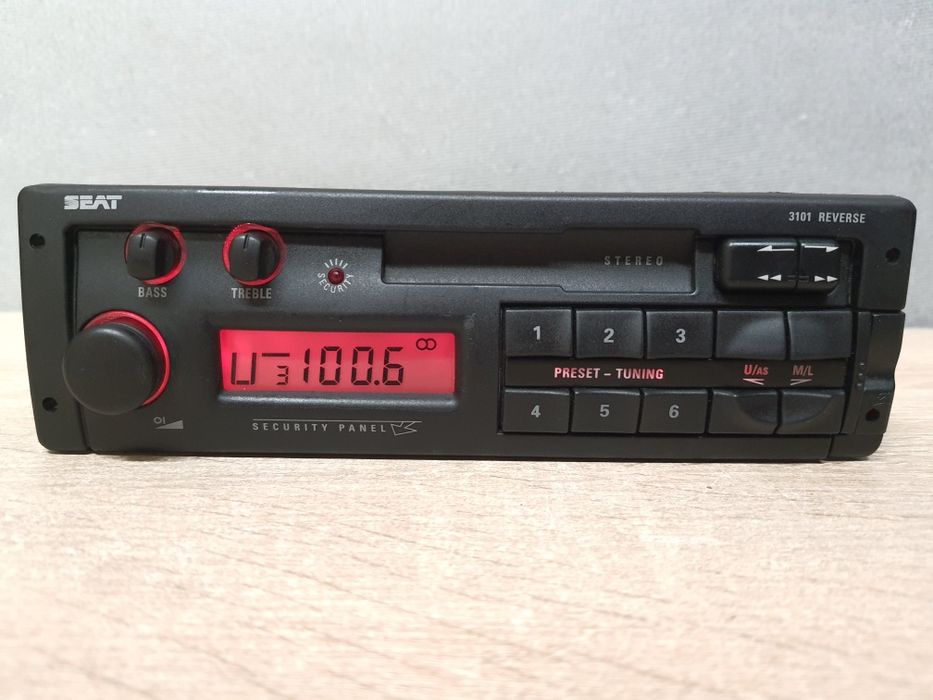 SEAT
3101 REVERSE
STEREO
BASS
TREBLE
SECURITY
1 2 3
U 3 100.6
PRESET - TUNING
U/AS M/L
4 5 6
SECURITY PANEL